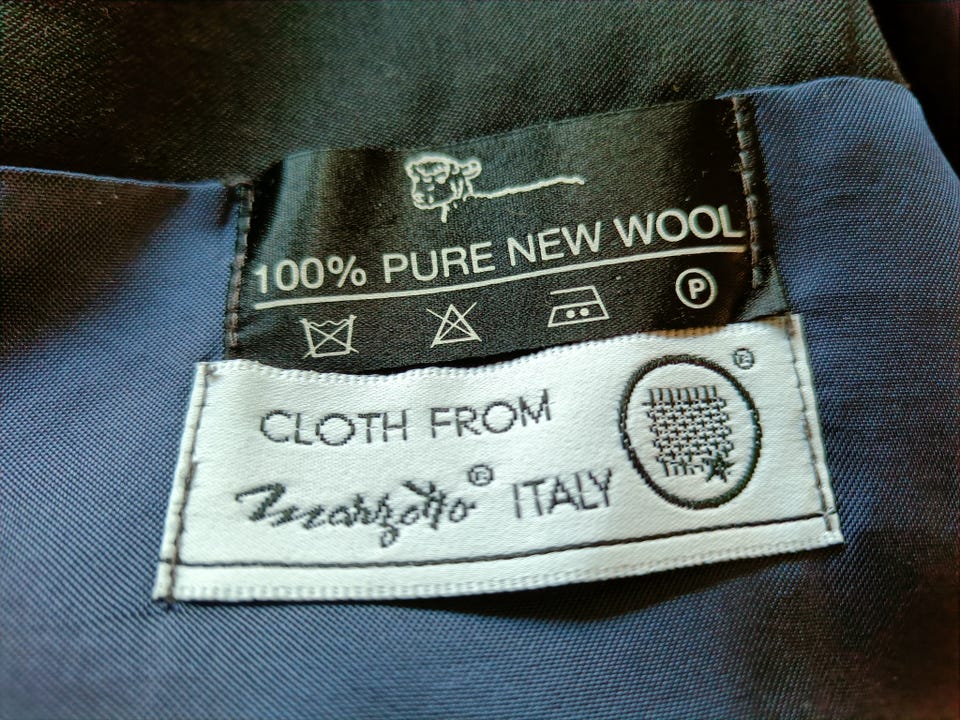 100% PURE NEW WOOL
P
CLOTH FROM
marzotto® ITALY
®